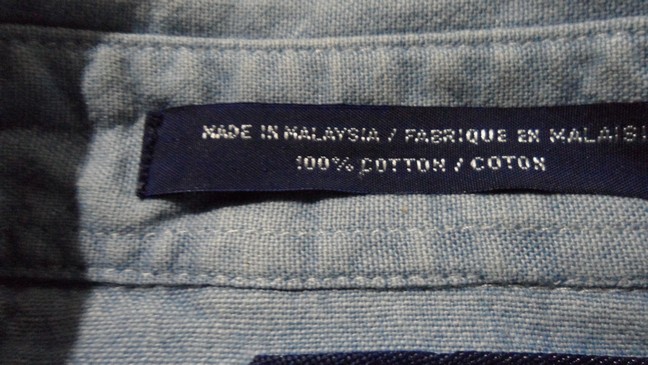 MADE IN MALAYSIA / FABRIQUE EN MALAISI
100% COTTON / COTON